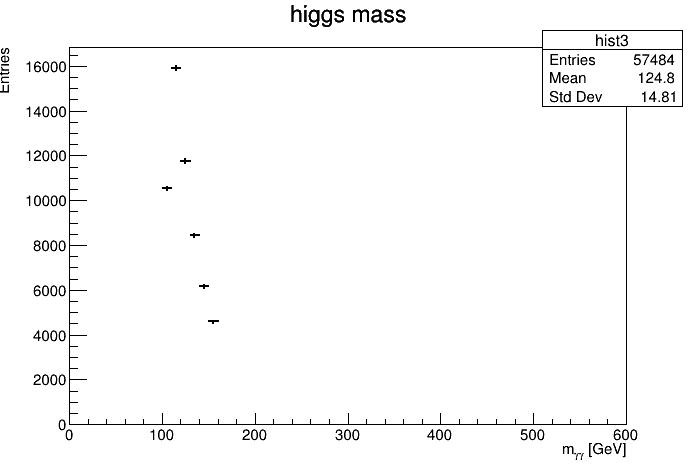 higgs mass
hist3
Entries 57484
Mean 124.8
Std Dev 14.81
Entries
16000
14000
12000
10000
8000
6000
4000
2000
0
0 100 200 300 400 500 600
m_γγ [GeV]